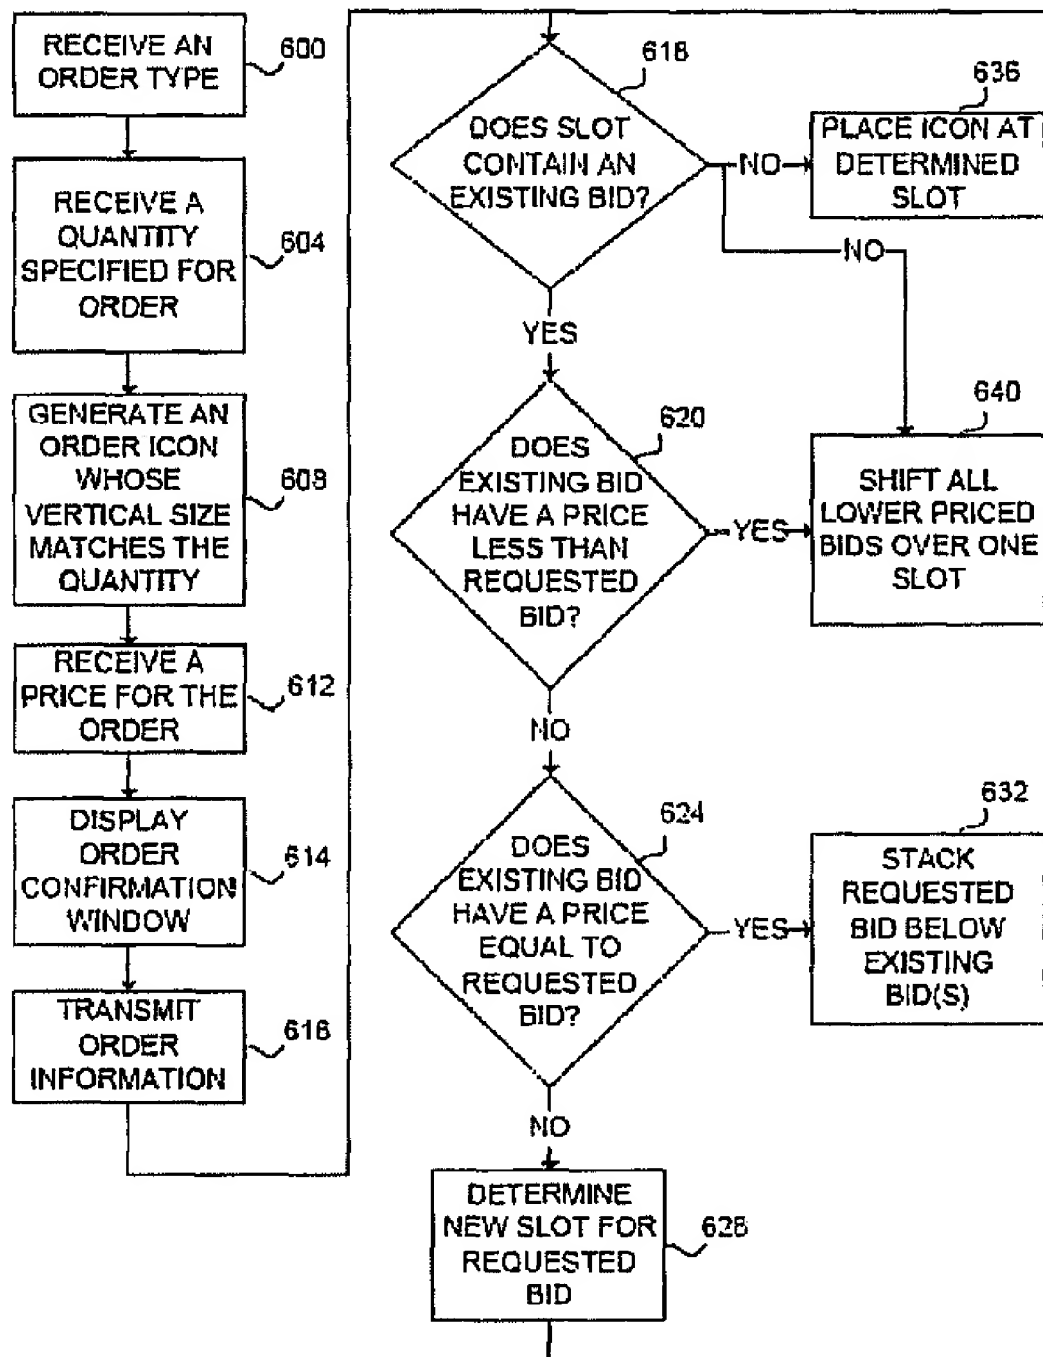 RECEIVE AN
ORDER TYPE
600
RECEIVE A
QUANTITY
SPECIFIED FOR
ORDER
604
GENERATE AN
ORDER ICON
WHOSE
VERTICAL SIZE
MATCHES THE
QUANTITY
608
RECEIVE A
PRICE FOR THE
ORDER
612
DISPLAY
ORDER
CONFIRMATION
WINDOW
614
TRANSMIT
ORDER
INFORMATION
616
DOES SLOT
CONTAIN AN
EXISTING BID?
618
NO
PLACE ICON AT
DETERMINED
SLOT
636
NO
YES
DOES
EXISTING BID
HAVE A PRICE
LESS THAN
REQUESTED
BID?
620
YES
SHIFT ALL
LOWER PRICED
BIDS OVER ONE
SLOT
640
NO
DOES
EXISTING BID
HAVE A PRICE
EQUAL TO
REQUESTED
BID?
624
YES
STACK
REQUESTED
BID BELOW
EXISTING
BID(S)
632
NO
DETERMINE
NEW SLOT FOR
REQUESTED
BID
628